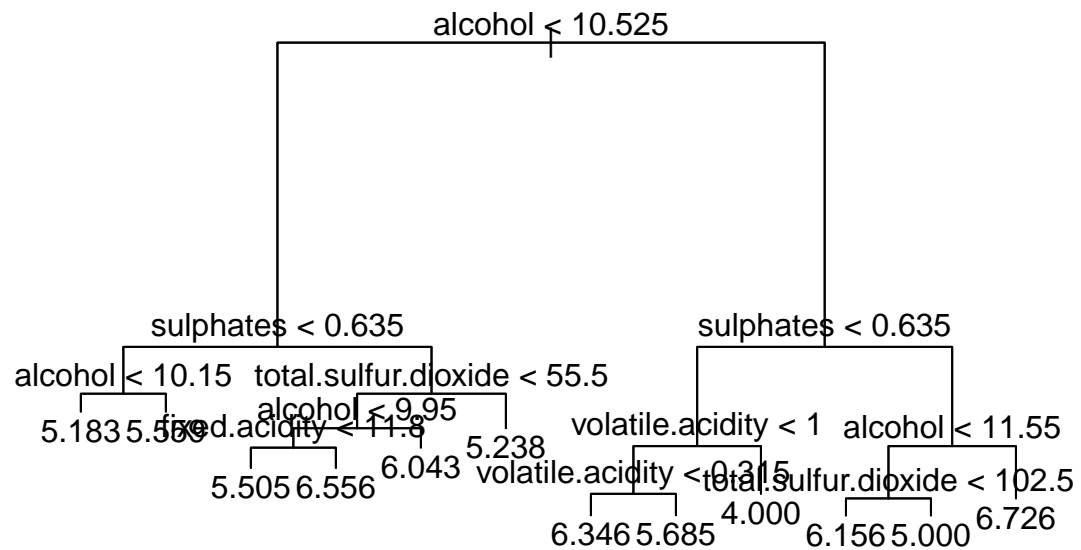 alcohol < 10.525
sulphates < 0.635
sulphates < 0.635
alcohol < 10.15
total.sulfur.dioxide < 55.5
alcohol < 9.95
5.183
fixed.acidity < 11.8
5.238
volatile.acidity < 1
alcohol < 11.55
5.505
6.556
6.043
volatile.acidity < 0.315
4.000
total.sulfur.dioxide < 102.5
6.346
5.685
6.156
5.000
6.726